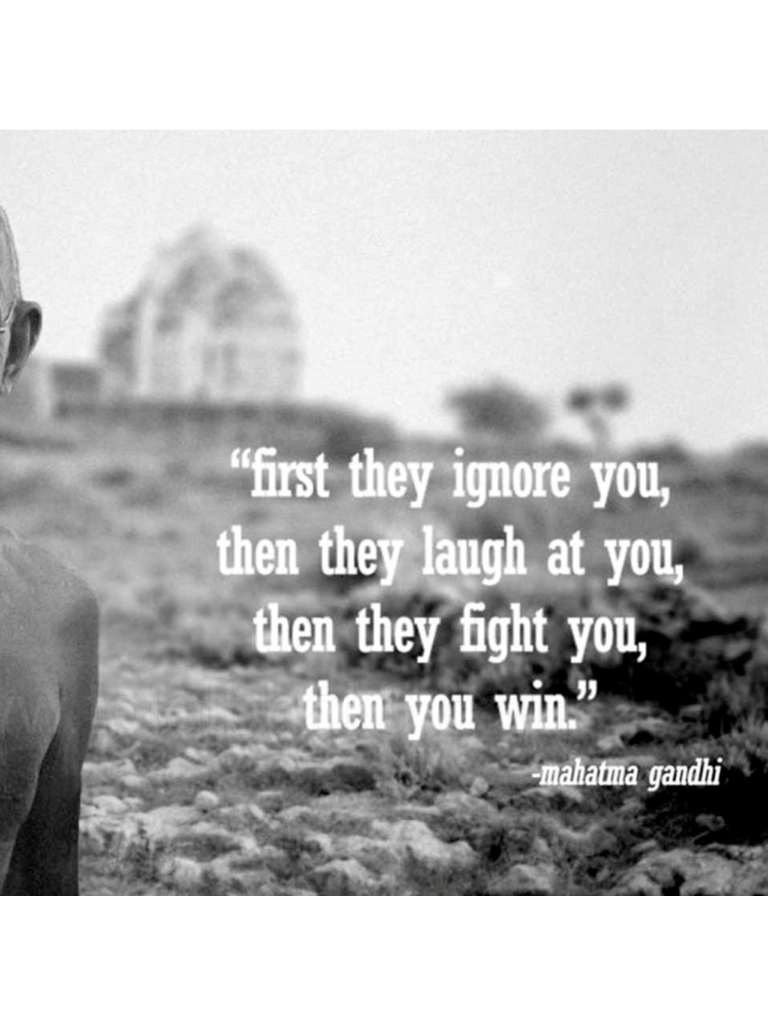 “first they ignore you,
then they laugh at you,
then they fight you,
then you win.”
-mahatma gandhi